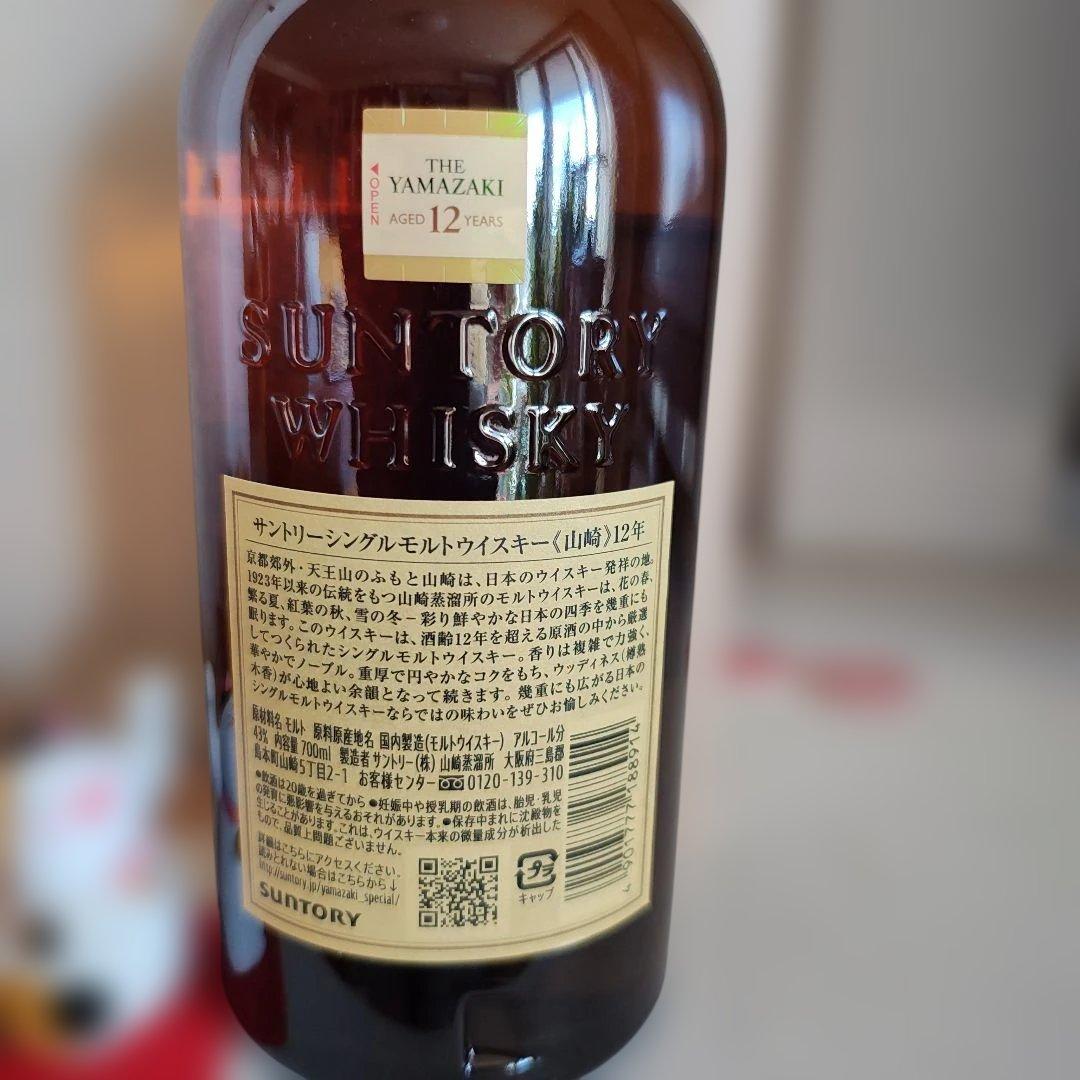 THE
YAMAZAKI
AGED 12 YEARS
OPEN
SUNTORY
WHISKY
サントリーシングルモルトウイスキー《山崎》12年
京都郊外・天王山のふもと山崎は、日本のウイスキー発祥の地。
1923年以来の伝統をもつ山崎蒸溜所のモルトウイスキーは、花の春、
繁る夏、紅葉の秋、雪の冬－彩り鮮やかな日本の四季を幾重にも
眠ります。このウイスキーは、酒齢12年を超える原酒の中から厳選
してつくられたシングルモルトウイスキー。香りは複雑で力強く、
華やかでノーブル。重厚で円やかなコクをもち、ウッディネス(樽熟
木香)が心地よい余韻となって続きます。幾重にも広がる日本の
シングルモルトウイスキーならではの味わいをぜひお愉しみください。
原材料名 モルト 原料原産地名 国内製造(モルトウイスキー) アルコール分
43% 内容量 700ml 製造者 サントリー(株) 山崎蒸溜所 大阪府三島郡
島本町山崎5丁目2-1 お客様センター 0120-139-310
●飲酒は20歳を過ぎてから ●妊娠中や授乳期の飲酒は、胎児・乳児
の発育に悪影響を与えるおそれがあります。●保存中まれに沈殿物を
生じることがあります。これは、ウイスキー本来の微量成分が析出した
もので、品質上問題ございません。
詳細はこちらにアクセスください。
読みとれない場合はこちらから↓
http://suntory.jp/yamazaki_special/
SUNTORY
プラ
キャップ
4 901777 188914